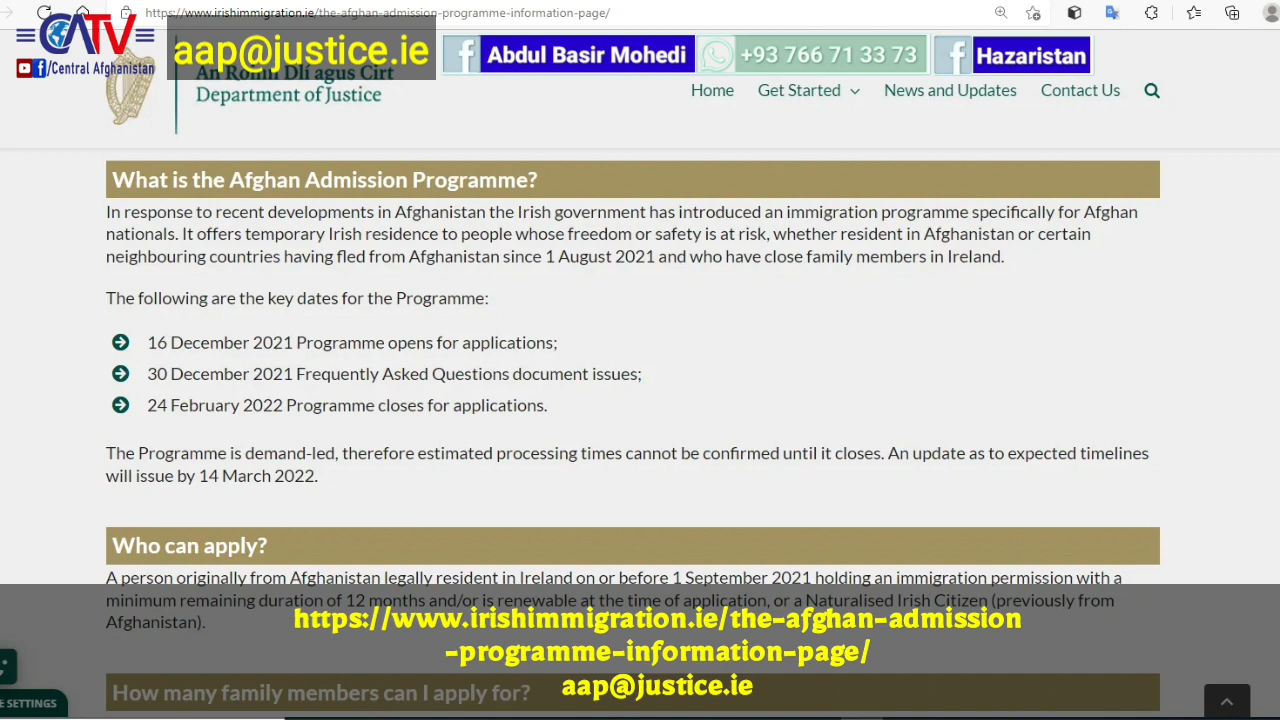 https://www.irishimmigration.ie/the-afghan-admission-programme-information-page/
CATV
/Central Afghanistan
aap@justice.ie
Abdul Basir Mohedi
+93 766 71 33 73
Hazaristan
An Roinn Dlí agus Cirt
Department of Justice
Home
Get Started
News and Updates
Contact Us
What is the Afghan Admission Programme?
In response to recent developments in Afghanistan the Irish government has introduced an immigration programme specifically for Afghan
nationals. It offers temporary Irish residence to people whose freedom or safety is at risk, whether resident in Afghanistan or certain
neighbouring countries having fled from Afghanistan since 1 August 2021 and who have close family members in Ireland.
The following are the key dates for the Programme:
16 December 2021 Programme opens for applications;
30 December 2021 Frequently Asked Questions document issues;
24 February 2022 Programme closes for applications.
The Programme is demand-led, therefore estimated processing times cannot be confirmed until it closes. An update as to expected timelines
will issue by 14 March 2022.
Who can apply?
A person originally from Afghanistan legally resident in Ireland on or before 1 September 2021 holding an immigration permission with a
minimum remaining duration of 12 months and/or is renewable at the time of application, or a Naturalised Irish Citizen (previously from
Afghanistan).
https://www.irishimmigration.ie/the-afghan-admission
-programme-information-page/
aap@justice.ie
How many family members can I apply for?
SETTINGS